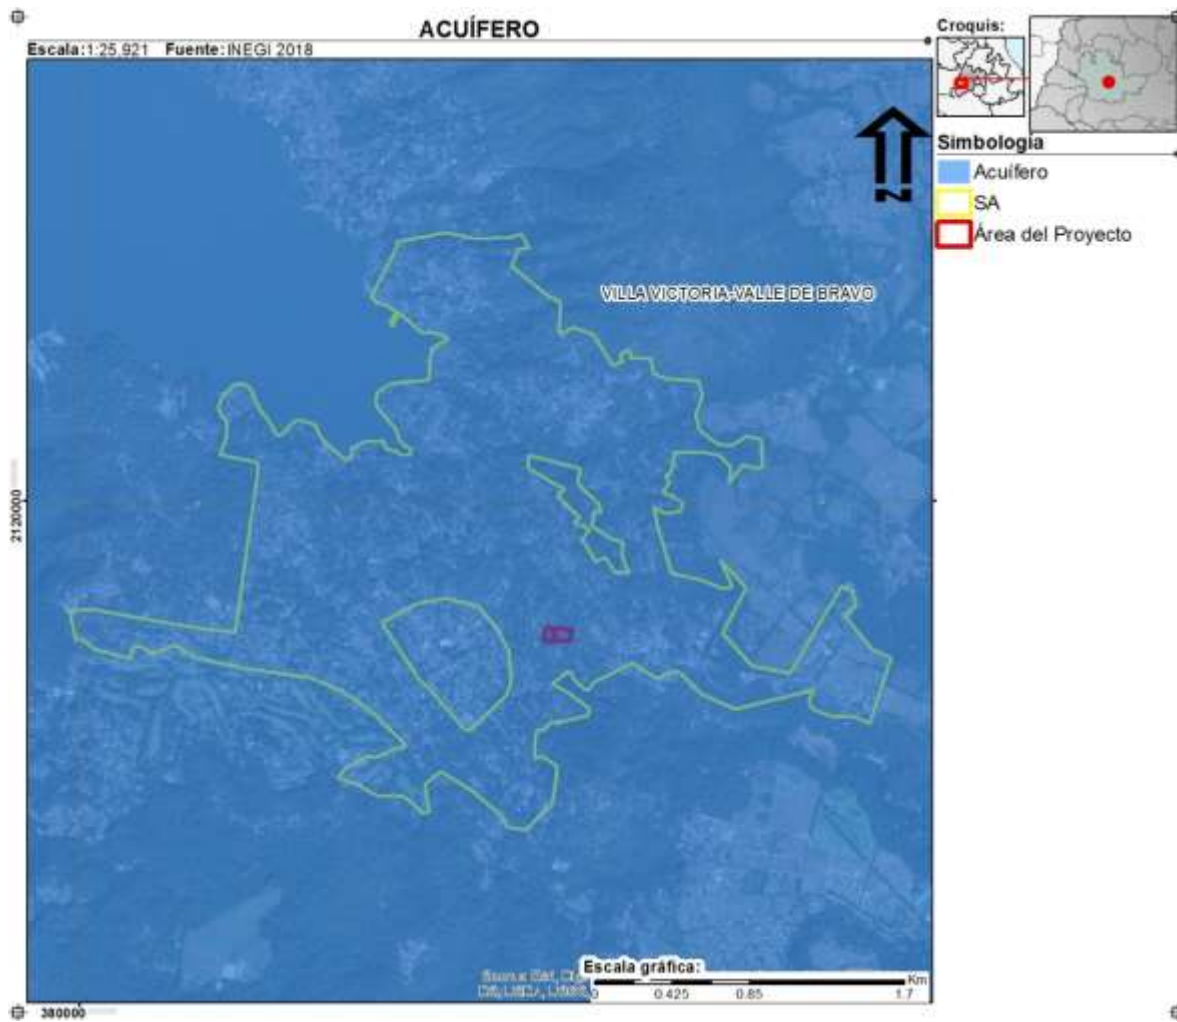 ACUÍFERO
Escala:1:25,921 Fuente:INEGI 2018
Croquis:
N
Simbología
Acuífero
SA
Área del Proyecto
VILLA VICTORIA-VALLE DE BRAVO
2120000
Escala gráfica:
Km
0 0.425 0.85 1.7
380000